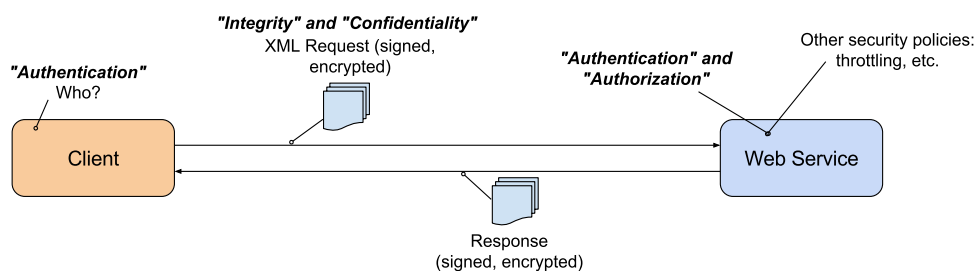 "Integrity" and "Confidentiality"
XML Request (signed,
encrypted)
"Authentication"
Who?
"Authentication" and
"Authorization"
Other security policies:
throttling, etc.
Client
Web Service
Response
(signed, encrypted)